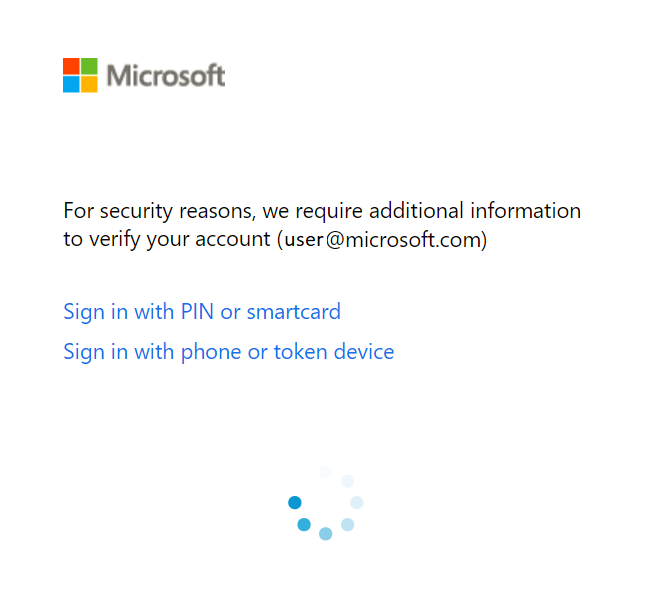 Microsoft
For security reasons, we require additional information
to verify your account (user@microsoft.com)
Sign in with PIN or smartcard
Sign in with phone or token device